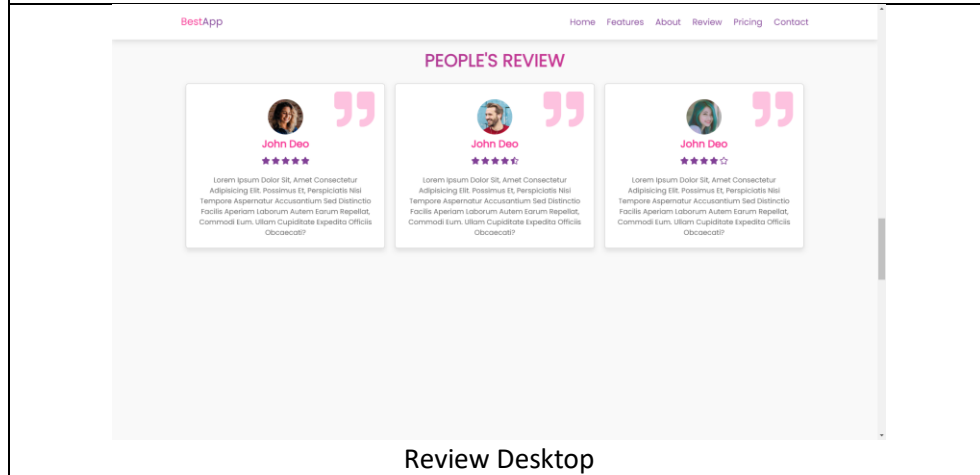 BestApp
Home Features About Review Pricing Contact
PEOPLE'S REVIEW
John Deo
Lorem Ipsum Dolor Sit, Amet Consectetur
Adipisicing Elit. Possimus Et, Perspiciatis Nisi
Tempore Aspernatur Accusantium Sed Distinctio
Facilis Aperiam Laborum Autem Earum Repellat,
Commodi Eum. Ullam Cupiditate Expedita Officiis
Obcaecati?
John Deo
Lorem Ipsum Dolor Sit, Amet Consectetur
Adipisicing Elit. Possimus Et, Perspiciatis Nisi
Tempore Aspernatur Accusantium Sed Distinctio
Facilis Aperiam Laborum Autem Earum Repellat,
Commodi Eum. Ullam Cupiditate Expedita Officiis
Obcaecati?
John Deo
Lorem Ipsum Dolor Sit, Amet Consectetur
Adipisicing Elit. Possimus Et, Perspiciatis Nisi
Tempore Aspernatur Accusantium Sed Distinctio
Facilis Aperiam Laborum Autem Earum Repellat,
Commodi Eum. Ullam Cupiditate Expedita Officiis
Obcaecati?
Review Desktop